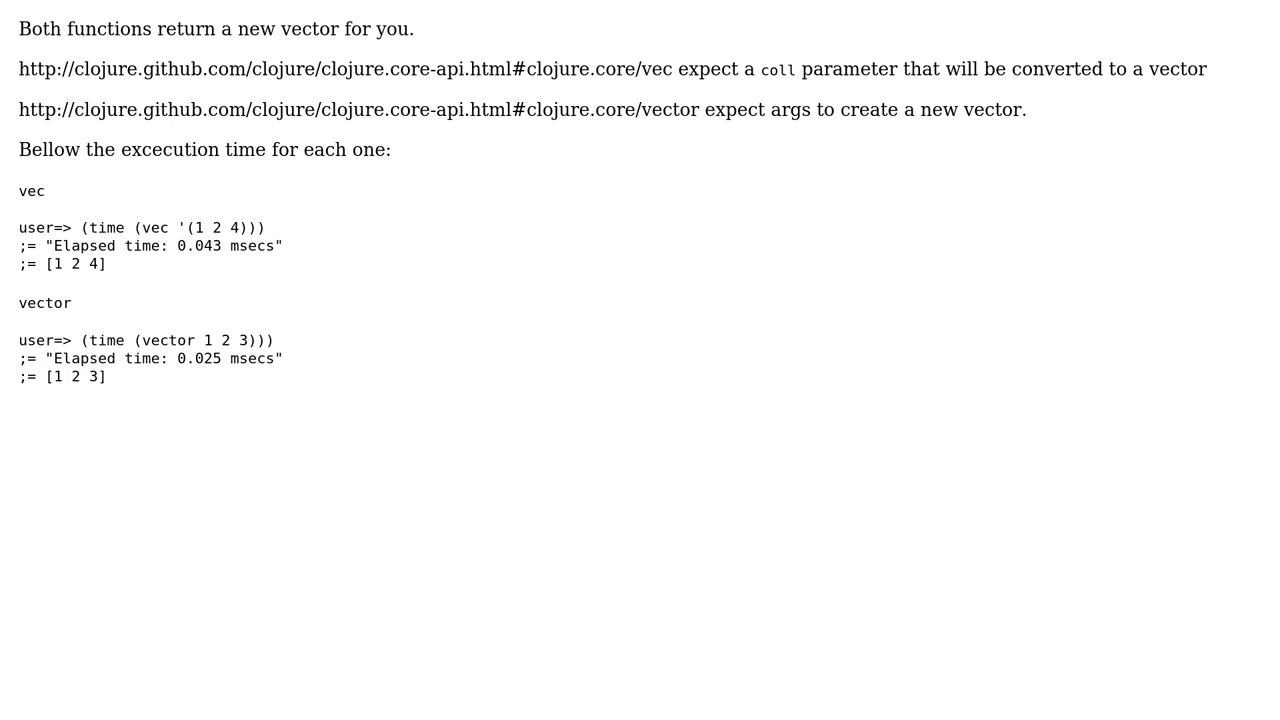 Both functions return a new vector for you.
http://clojure.github.com/clojure/clojure.core-api.html#clojure.core/vec expect a coll parameter that will be converted to a vector
http://clojure.github.com/clojure/clojure.core-api.html#clojure.core/vector expect args to create a new vector.
Bellow the excecution time for each one:
vec
user=> (time (vec '(1 2 4)))
;= "Elapsed time: 0.043 msecs"
;= [1 2 4]
vector
user=> (time (vector 1 2 3)))
;= "Elapsed time: 0.025 msecs"
;= [1 2 3]